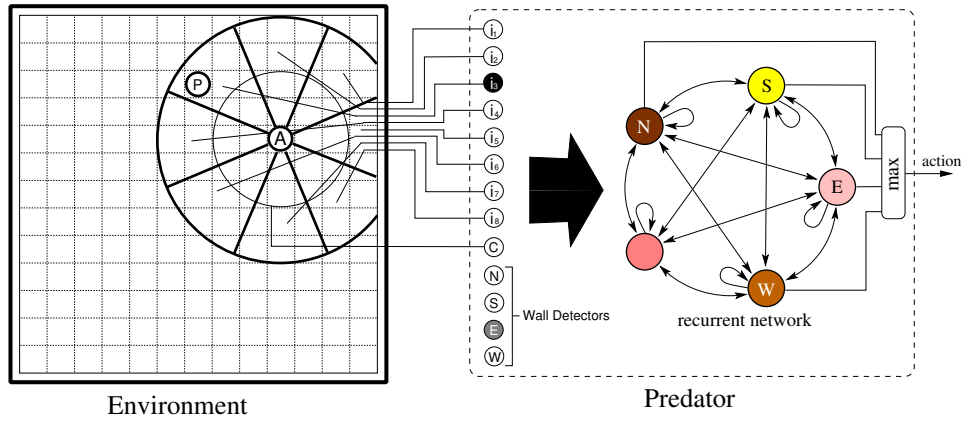 P
A
i1
i2
i3
i4
i5
i6
i7
i8
C
N
S
E
W
Wall Detectors
N
S
E
W
max
action
recurrent network
Environment
Predator